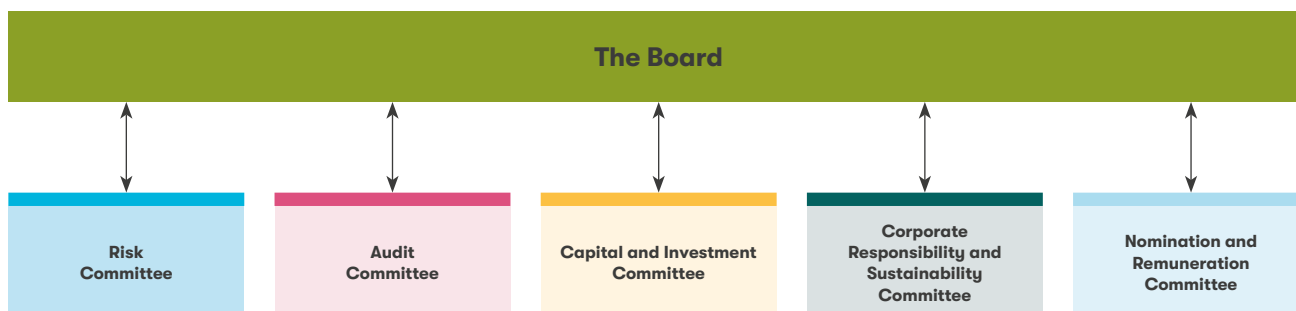 The Board
Risk
Committee
Audit
Committee
Capital and Investment
Committee
Corporate
Responsibility and
Sustainability
Committee
Nomination and
Remuneration
Committee